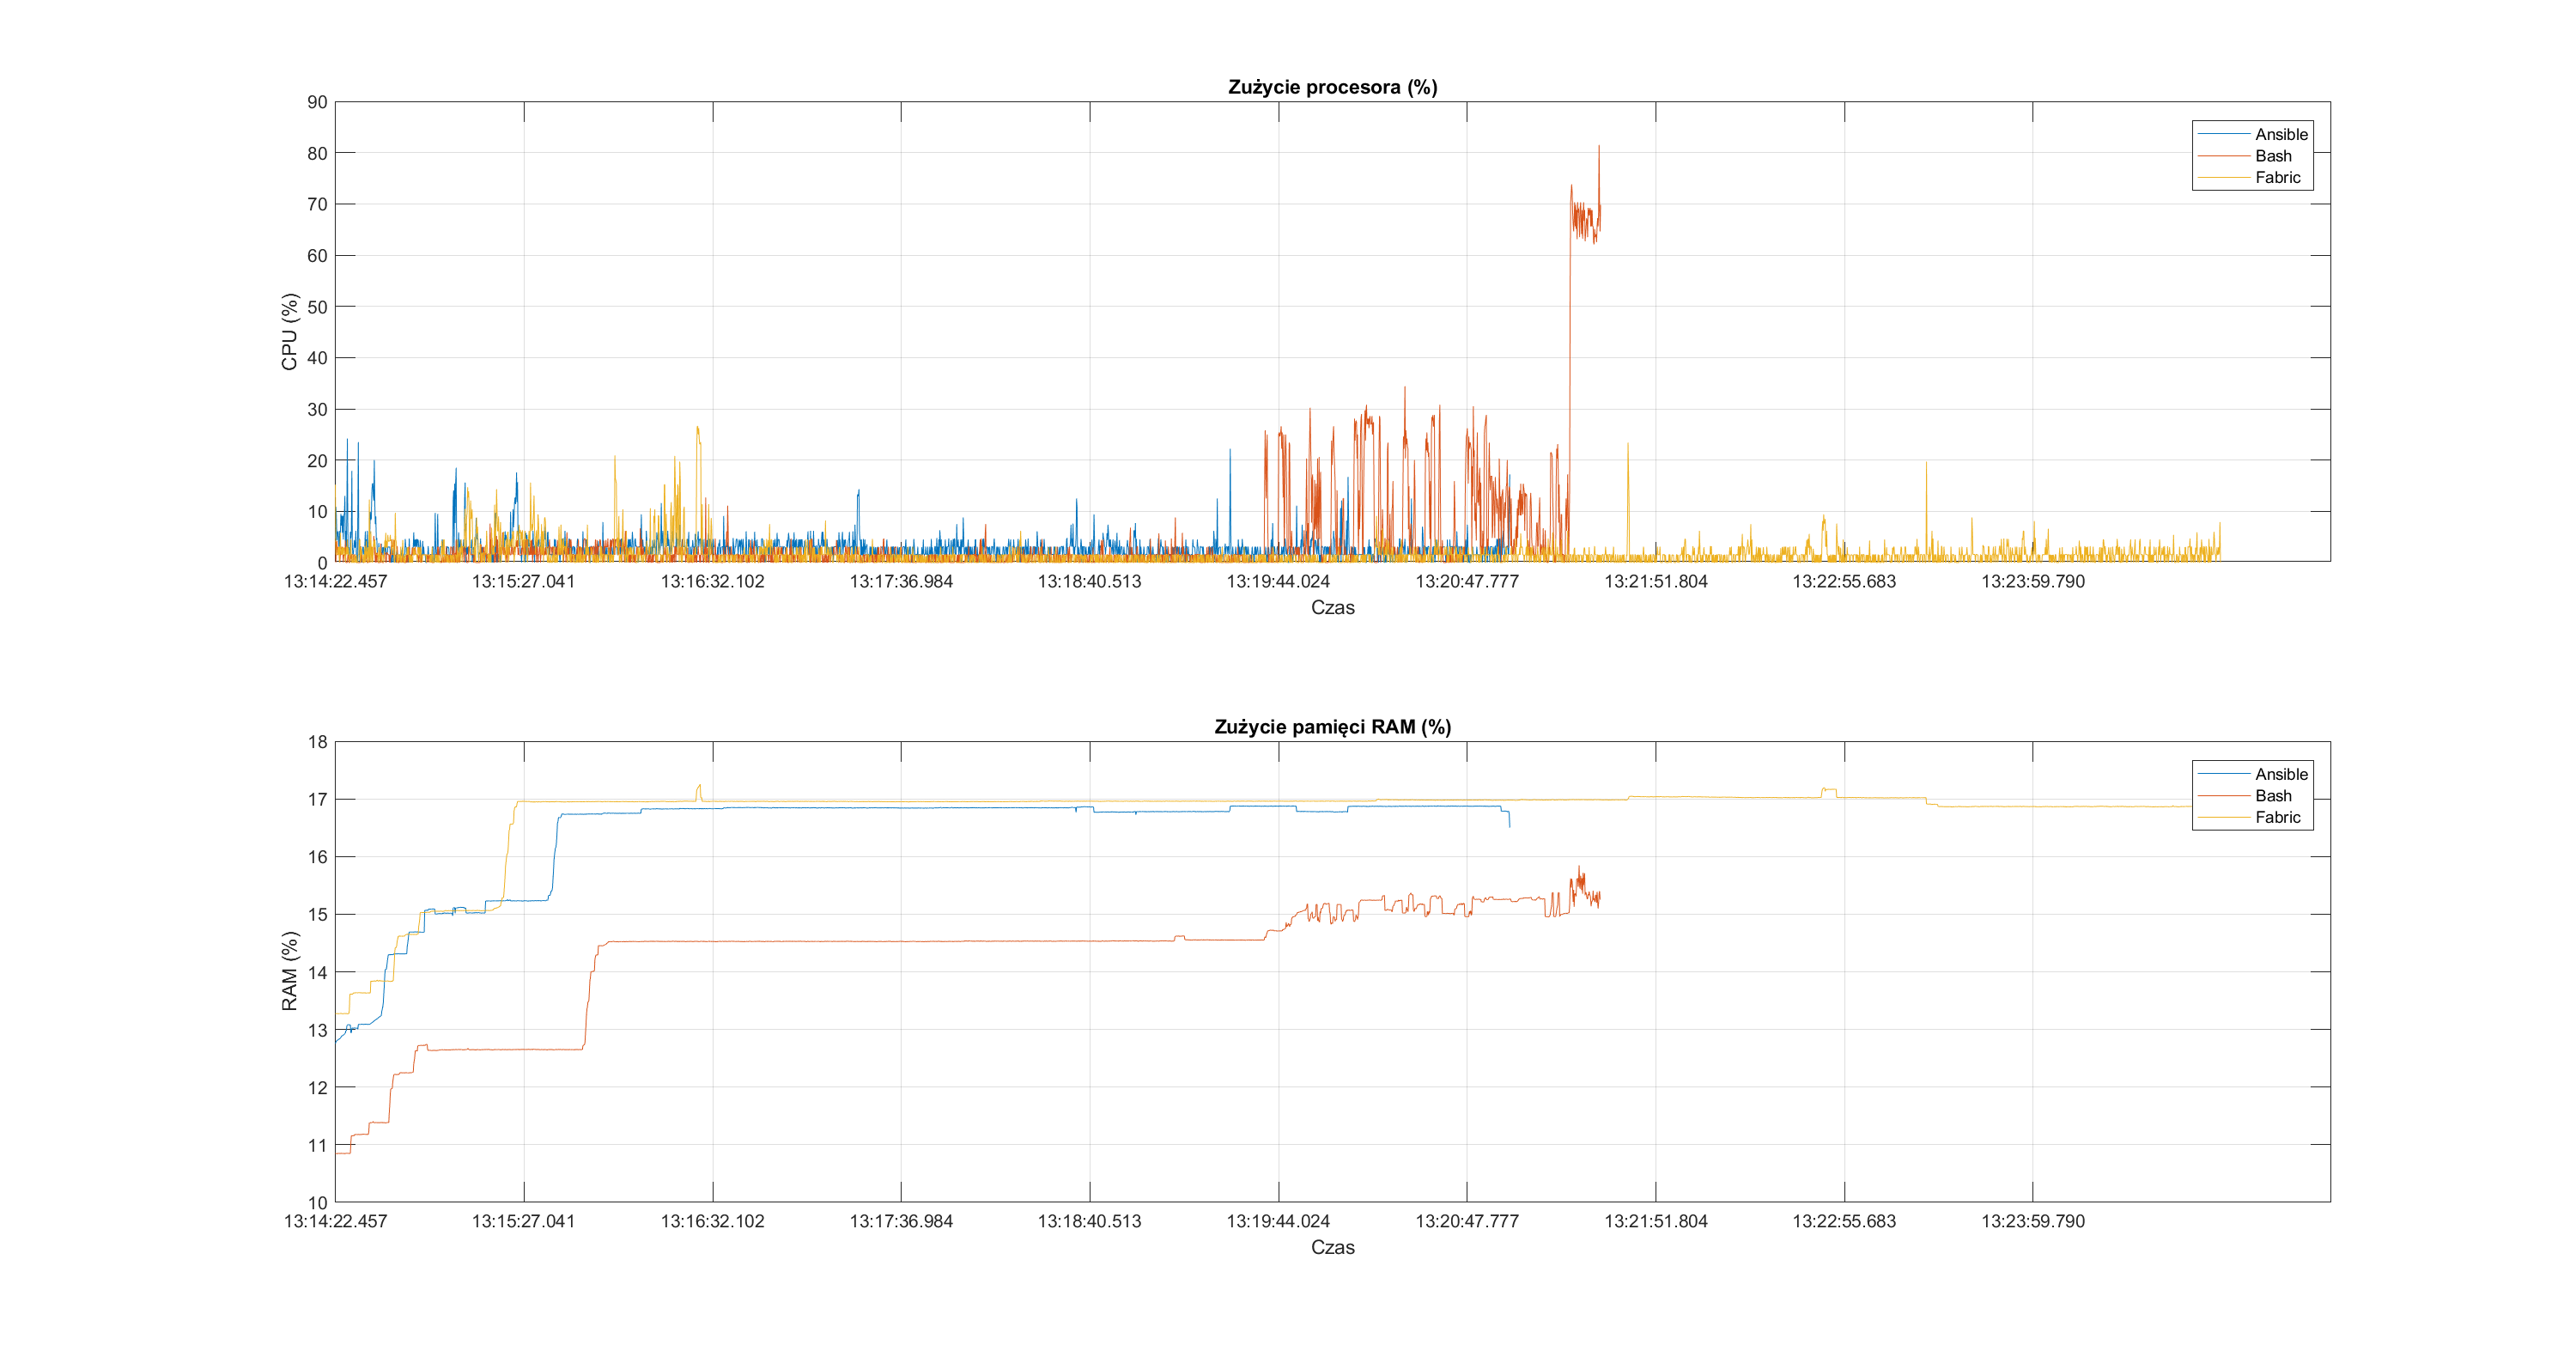 Zużycie procesora (%)
90
80
70
60
50
40
30
20
10
0
CPU (%)
Ansible
Bash
Fabric
13:14:22.457 13:15:27.041 13:16:32.102 13:17:36.984 13:18:40.513 13:19:44.024 13:20:47.777 13:21:51.804 13:22:55.683 13:23:59.790
Czas
Zużycie pamięci RAM (%)
18
17
16
15
14
13
12
11
10
RAM (%)
Ansible
Bash
Fabric
13:14:22.457 13:15:27.041 13:16:32.102 13:17:36.984 13:18:40.513 13:19:44.024 13:20:47.777 13:21:51.804 13:22:55.683 13:23:59.790
Czas